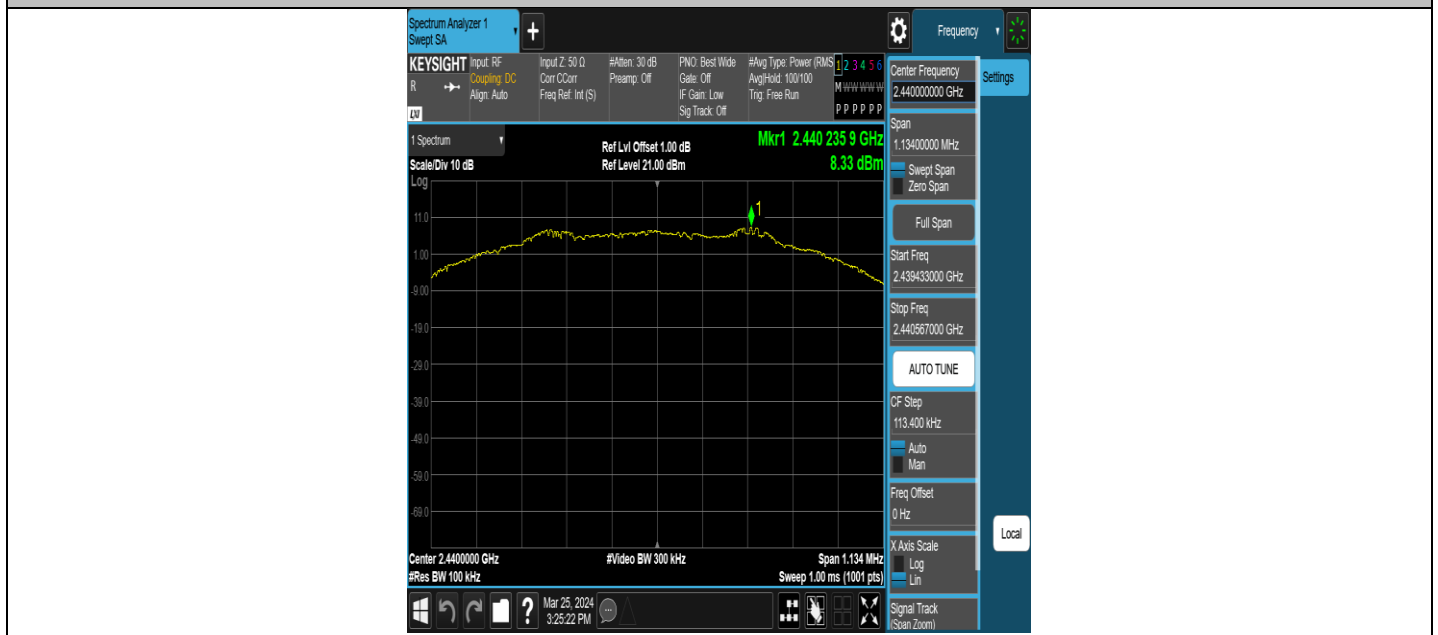 Spectrum Analyzer 1
Swept SA
+
Frequency
KEYSIGHT
R
LXI
Input: RF
Coupling: DC
Align: Auto
Input Z: 50 Ω
Corr CCorr
Freq Ref: Int (S)
#Atten: 30 dB
Preamp: Off
PNO: Best Wide
Gate: Off
IF Gain: Low
Sig Track: Off
#Avg Type: Power (RMS
Avg|Hold: 100/100
Trig: Free Run
1 2 3 4 5 6
M W W W W W
P P P P P P
1 Spectrum
Scale/Div 10 dB
Log
Ref Lvl Offset 1.00 dB
Ref Level 21.00 dBm
Mkr1 2.440 235 9 GHz
8.33 dBm
1
11.0
1.00
-9.00
-19.0
-29.0
-39.0
-49.0
-59.0
-69.0
Center 2.4400000 GHz
#Res BW 100 kHz
#Video BW 300 kHz
Span 1.134 MHz
Sweep 1.00 ms (1001 pts)
Center Frequency
2.440000000 GHz
Settings
Span
1.13400000 MHz
Swept Span
Zero Span
Full Span
Start Freq
2.439433000 GHz
Stop Freq
2.440567000 GHz
AUTO TUNE
CF Step
113.400 kHz
Auto
Man
Freq Offset
0 Hz
X Axis Scale
Log
Lin
Local
Signal Track
(Span Zoom)
?
Mar 25, 2024
3:25:22 PM